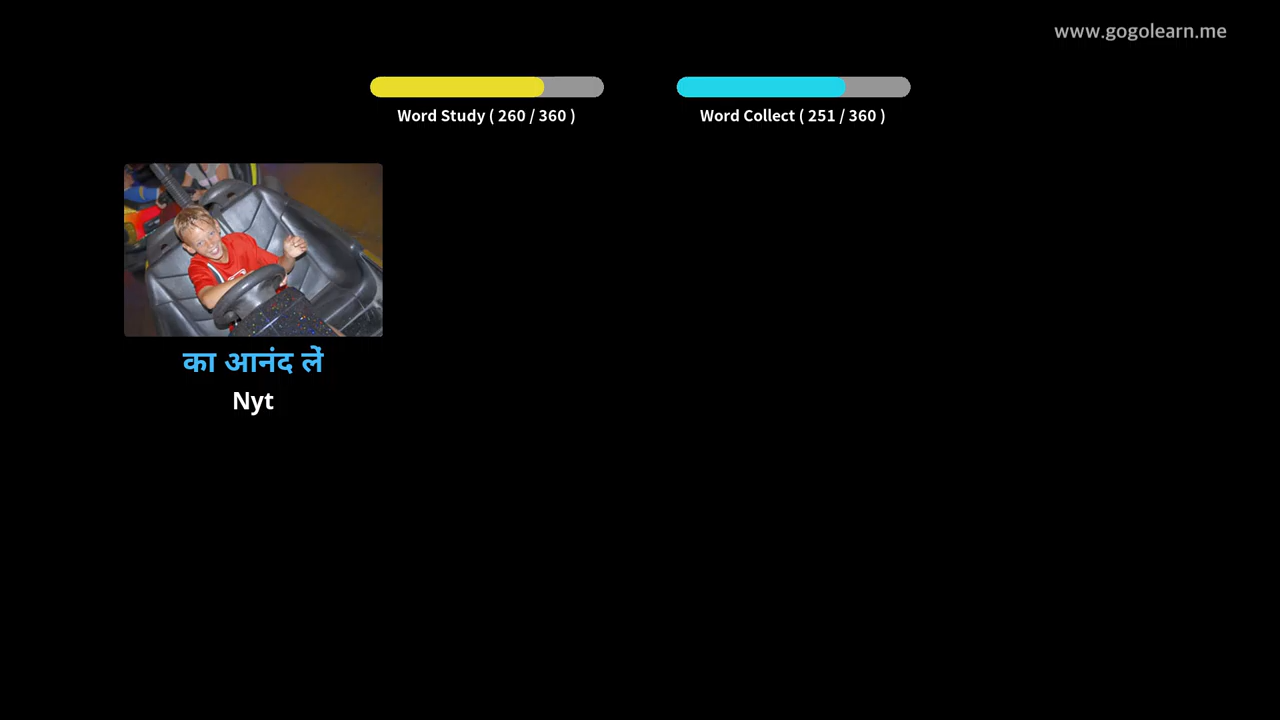 www.gogolearn.me
Word Study ( 260 / 360 )
Word Collect ( 251 / 360 )
का आनंद लें
Nyt